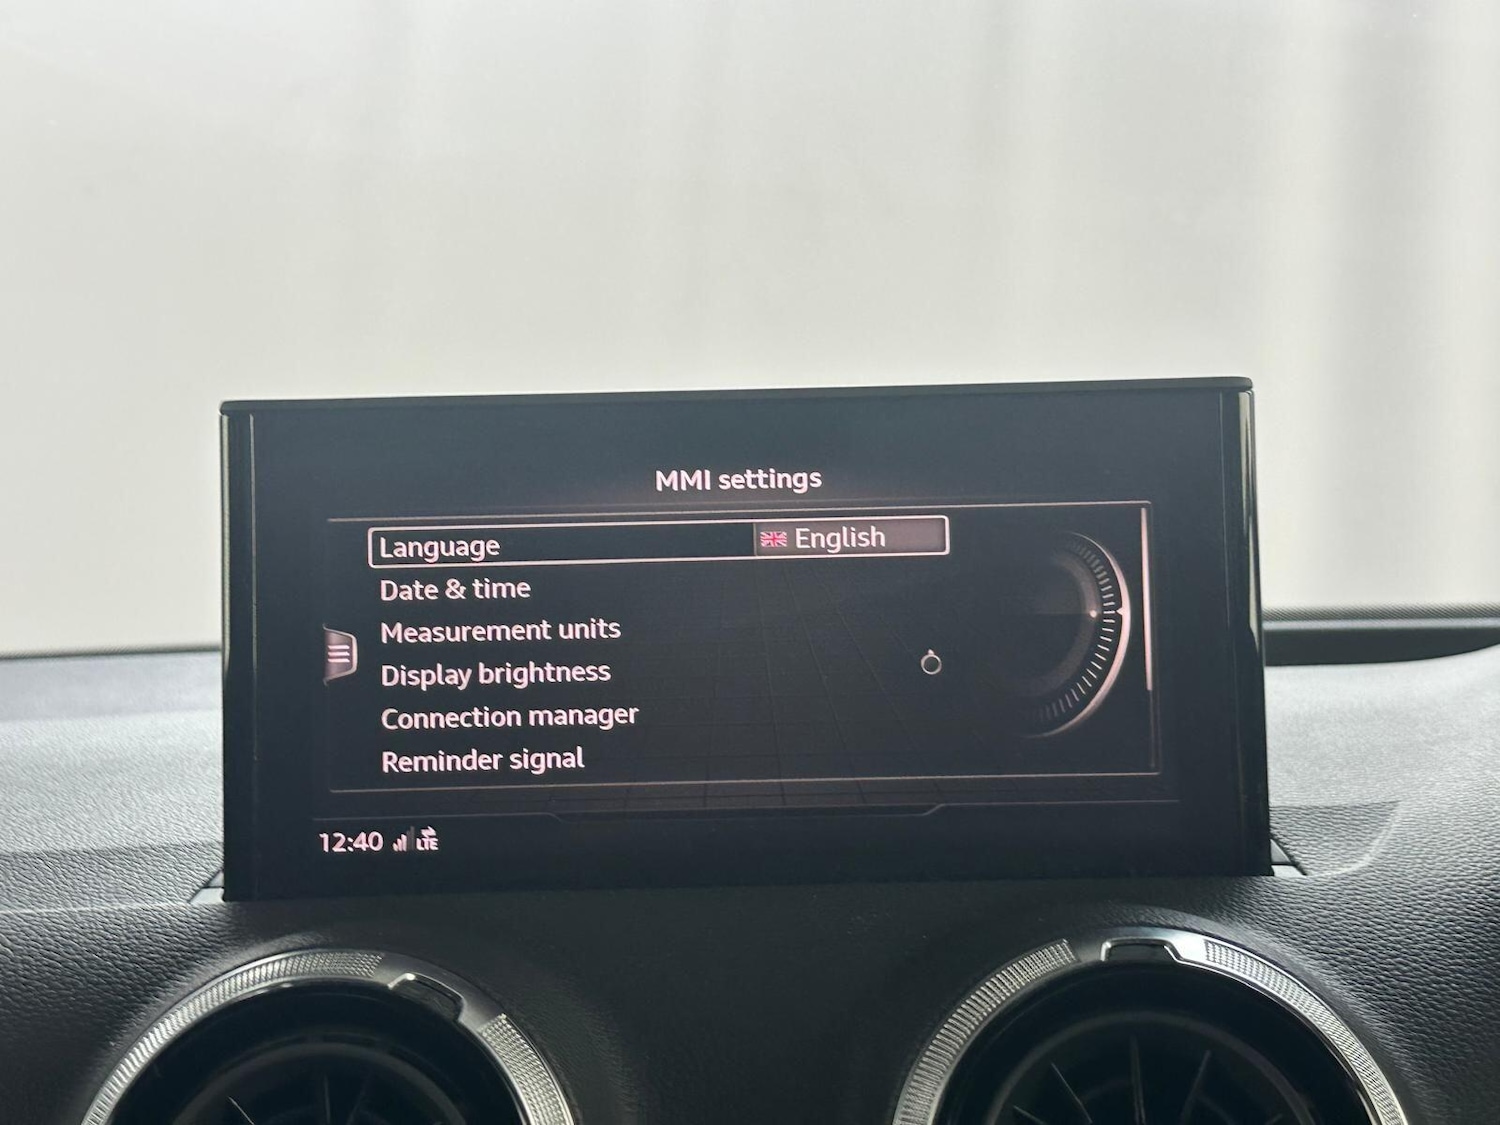 MMI settings
Language English
Date & time
Measurement units
Display brightness
Connection manager
Reminder signal
12:40 LTE